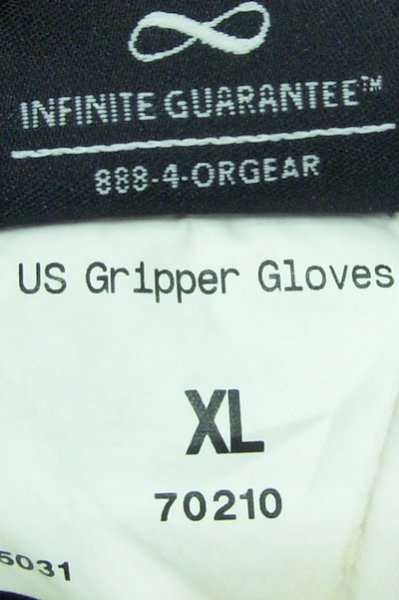 INFINITE GUARANTEE™
888-4-ORGEAR
US Gripper Gloves
XL
70210
5031